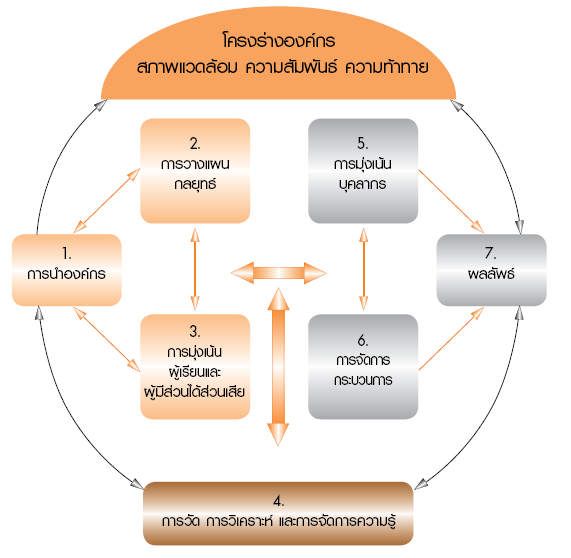 โครงร่างองค์กร
สภาพแวดล้อม ความสัมพันธ์ ความท้าทาย
2.
การวางแผน
กลยุทธ์
5.
การมุ่งเน้น
บุคลากร
1.
การนำองค์กร
7.
ผลลัพธ์
3.
การมุ่งเน้น
ผู้เรียนและ
ผู้มีส่วนได้ส่วนเสีย
6.
การจัดการ
กระบวนการ
4.
การวัด การวิเคราะห์ และการจัดการความรู้